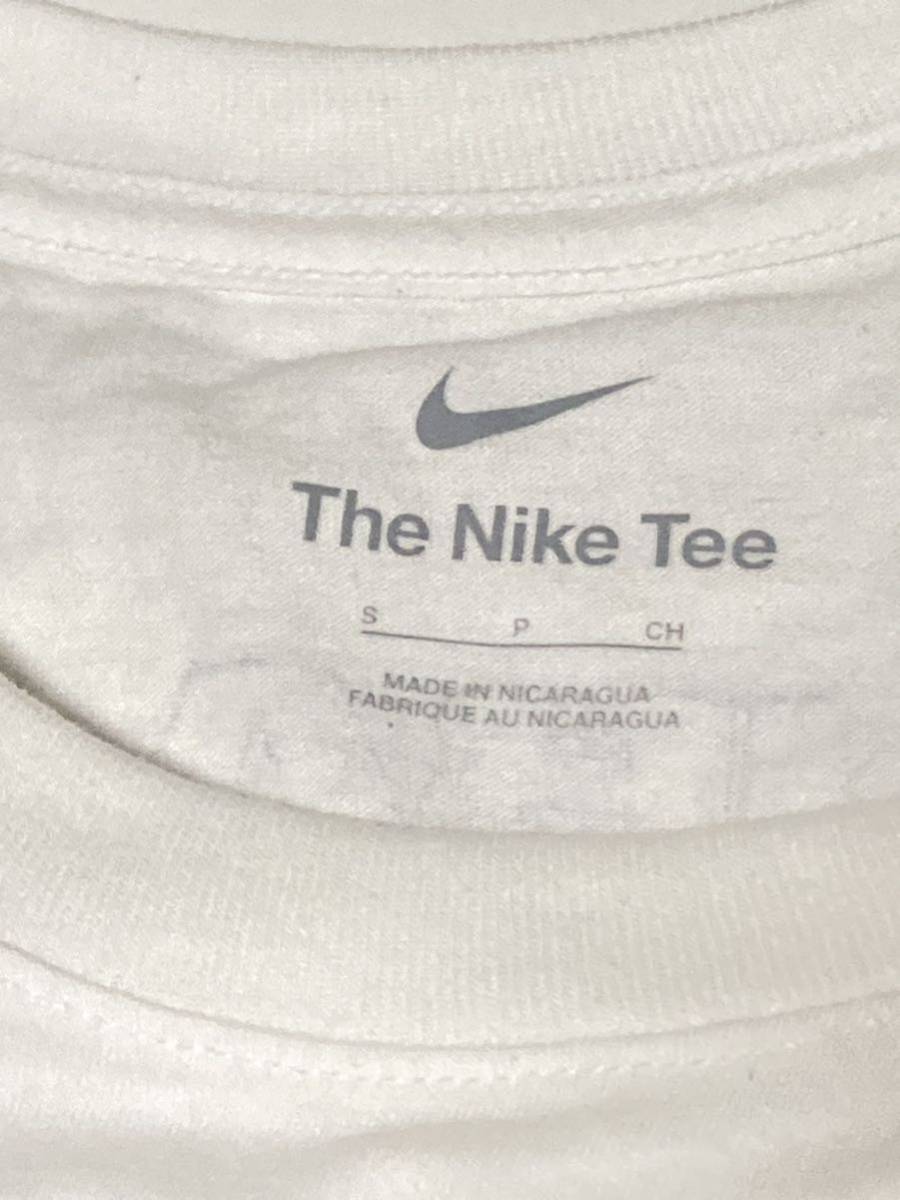 The Nike Tee
S P CH
MADE IN NICARAGUA
FABRIQUE AU NICARAGUA